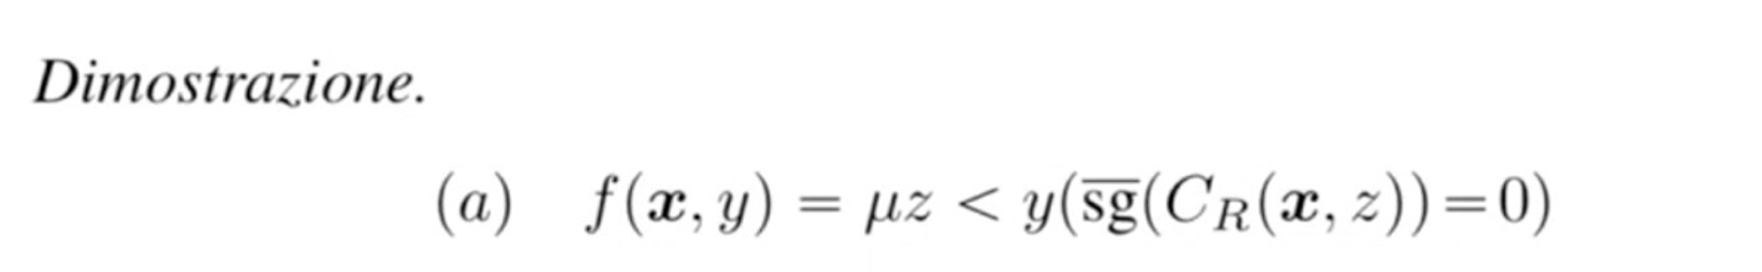 Dimostrazione.
(a) f(x, y) = μz < y(s̅g̅(C_R(x, z))=0)